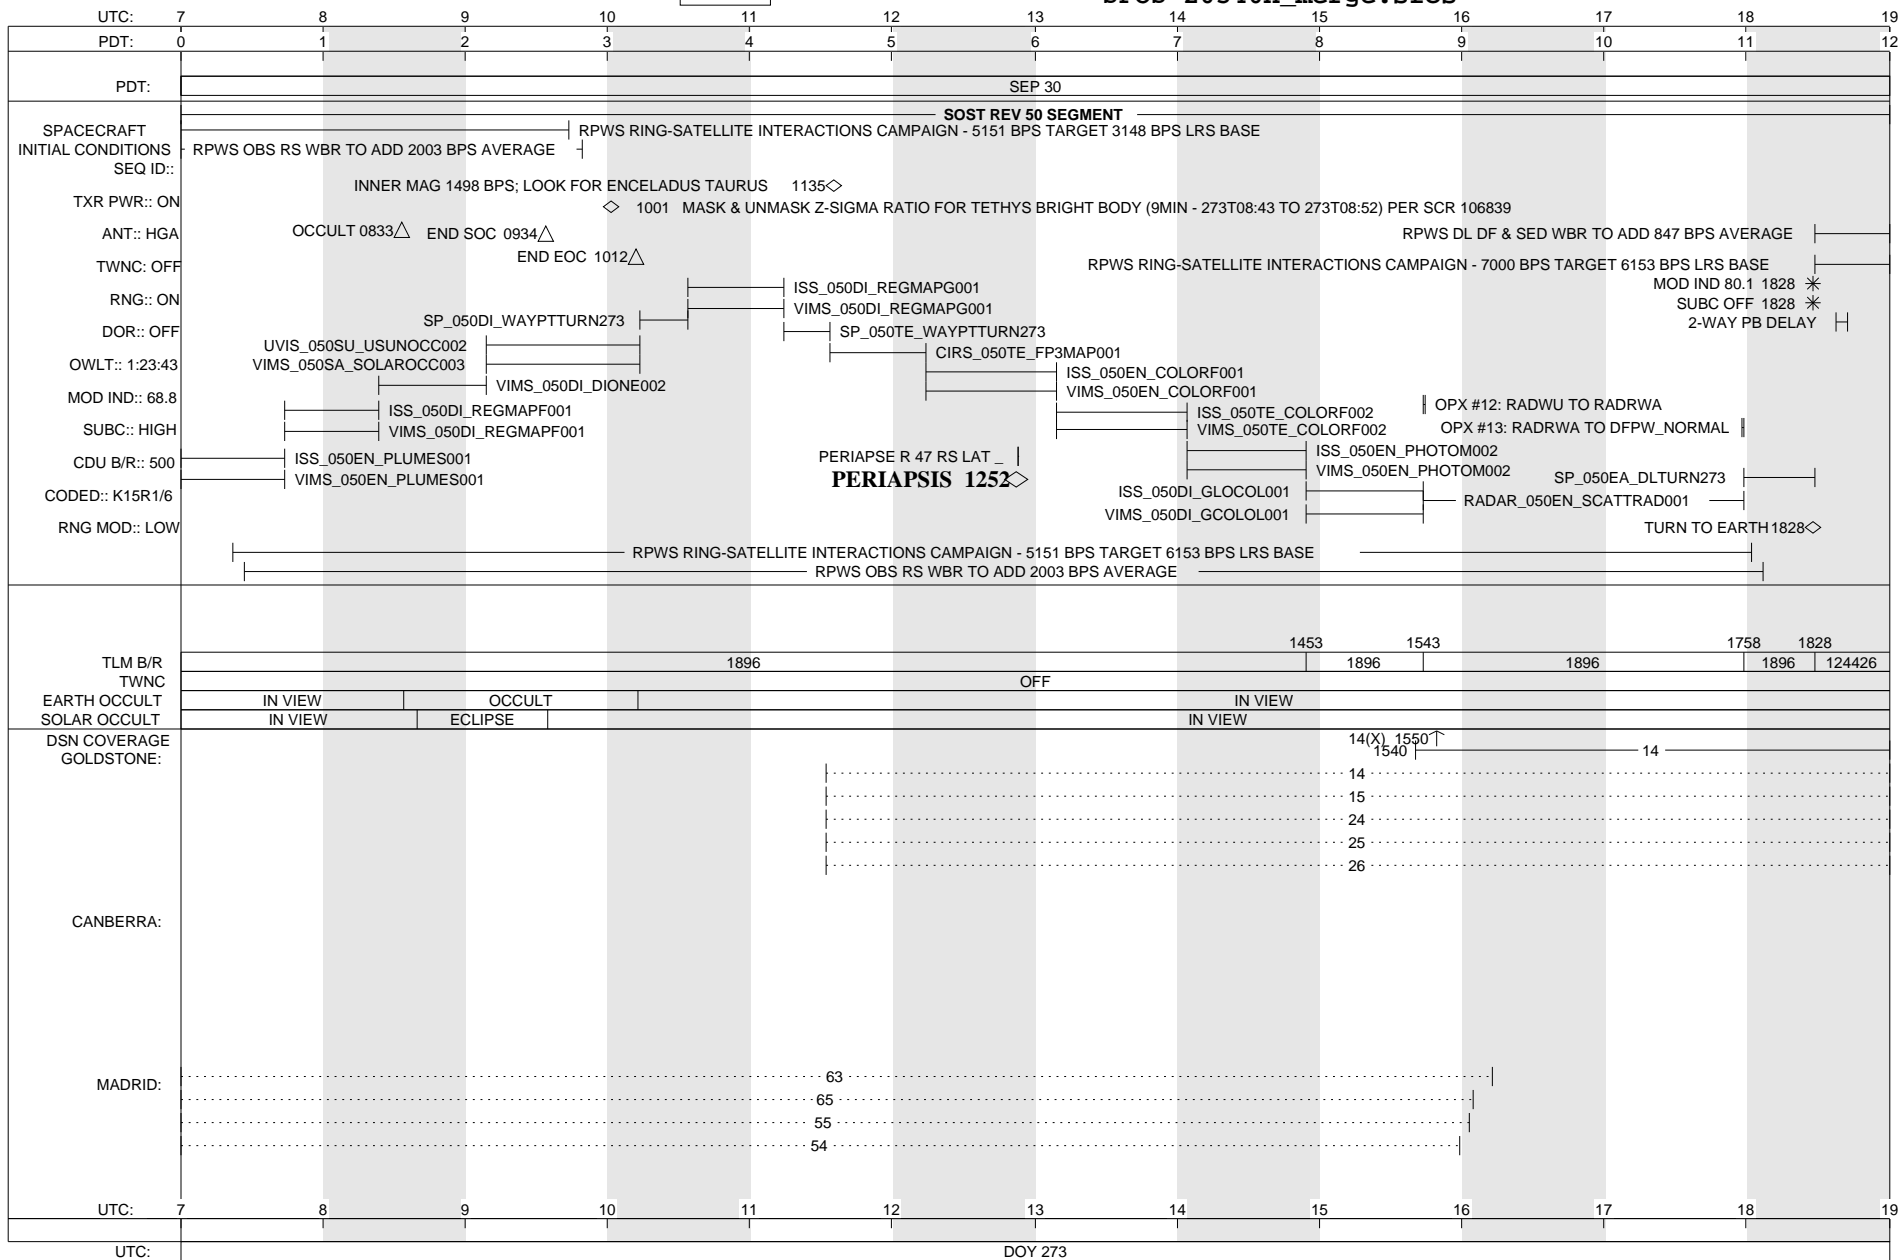 UTC: 7 8 9 10 11 12 13 14 15 16 17 18 19
PDT: 0 1 2 3 4 5 6 7 8 9 10 11 12
PDT: SEP 30
SOST REV 50 SEGMENT
SPACECRAFT
RPWS RING-SATELLITE INTERACTIONS CAMPAIGN - 5151 BPS TARGET 3148 BPS LRS BASE
INITIAL CONDITIONS
RPWS OBS RS WBR TO ADD 2003 BPS AVERAGE
SEQ ID::
INNER MAG 1498 BPS; LOOK FOR ENCELADUS TAURUS 1135
TXR PWR:: ON
1001 MASK & UNMASK Z-SIGMA RATIO FOR TETHYS BRIGHT BODY (9MIN - 273T08:43 TO 273T08:52) PER SCR 106839
ANT:: HGA
OCCULT 0833
END SOC 0934
RPWS DL DF & SED WBR TO ADD 847 BPS AVERAGE
END EOC 1012
TWNC: OFF
RPWS RING-SATELLITE INTERACTIONS CAMPAIGN - 7000 BPS TARGET 6153 BPS LRS BASE
ISS_050DI_REGMAPG001
MOD IND 80.1 1828
RNG:: ON
VIMS_050DI_REGMAPG001
SUBC OFF 1828
SP_050DI_WAYPTTURN273
2-WAY PB DELAY
DOR:: OFF
SP_050TE_WAYPTTURN273
UVIS_050SU_USUNOCC002
CIRS_050TE_FP3MAP001
OWLT:: 1:23:43
VIMS_050SA_SOLAROCC003
ISS_050EN_COLORF001
VIMS_050DI_DIONE002
VIMS_050EN_COLORF001
MOD IND:: 68.8
ISS_050DI_REGMAPF001
ISS_050TE_COLORF002
OPX #12: RADWU TO RADRWA
SUBC:: HIGH
VIMS_050DI_REGMAPF001
VIMS_050TE_COLORF002
OPX #13: RADRWA TO DFPW_NORMAL
CDU B/R:: 500
ISS_050EN_PLUMES001
PERIAPSE R 47 RS LAT _
ISS_050EN_PHOTOM002
VIMS_050EN_PLUMES001
PERIAPSIS 1252
VIMS_050EN_PHOTOM002
SP_050EA_DLTURN273
CODED:: K15R1/6
ISS_050DI_GLOCOL001
RADAR_050EN_SCATTRAD001
VIMS_050DI_GCOLOL001
RNG MOD:: LOW
TURN TO EARTH1828
RPWS RING-SATELLITE INTERACTIONS CAMPAIGN - 5151 BPS TARGET 6153 BPS LRS BASE
RPWS OBS RS WBR TO ADD 2003 BPS AVERAGE
1453 1543 1758 1828
TLM B/R 1896 1896 1896 1896 124426
TWNC OFF
EARTH OCCULT IN VIEW OCCULT IN VIEW
SOLAR OCCULT IN VIEW ECLIPSE IN VIEW
DSN COVERAGE
14(X) 1550
GOLDSTONE:
1540 14
14
15
24
25
26
CANBERRA:
MADRID:
63
65
55
54
UTC: 7 8 9 10 11 12 13 14 15 16 17 18 19
UTC: DOY 273